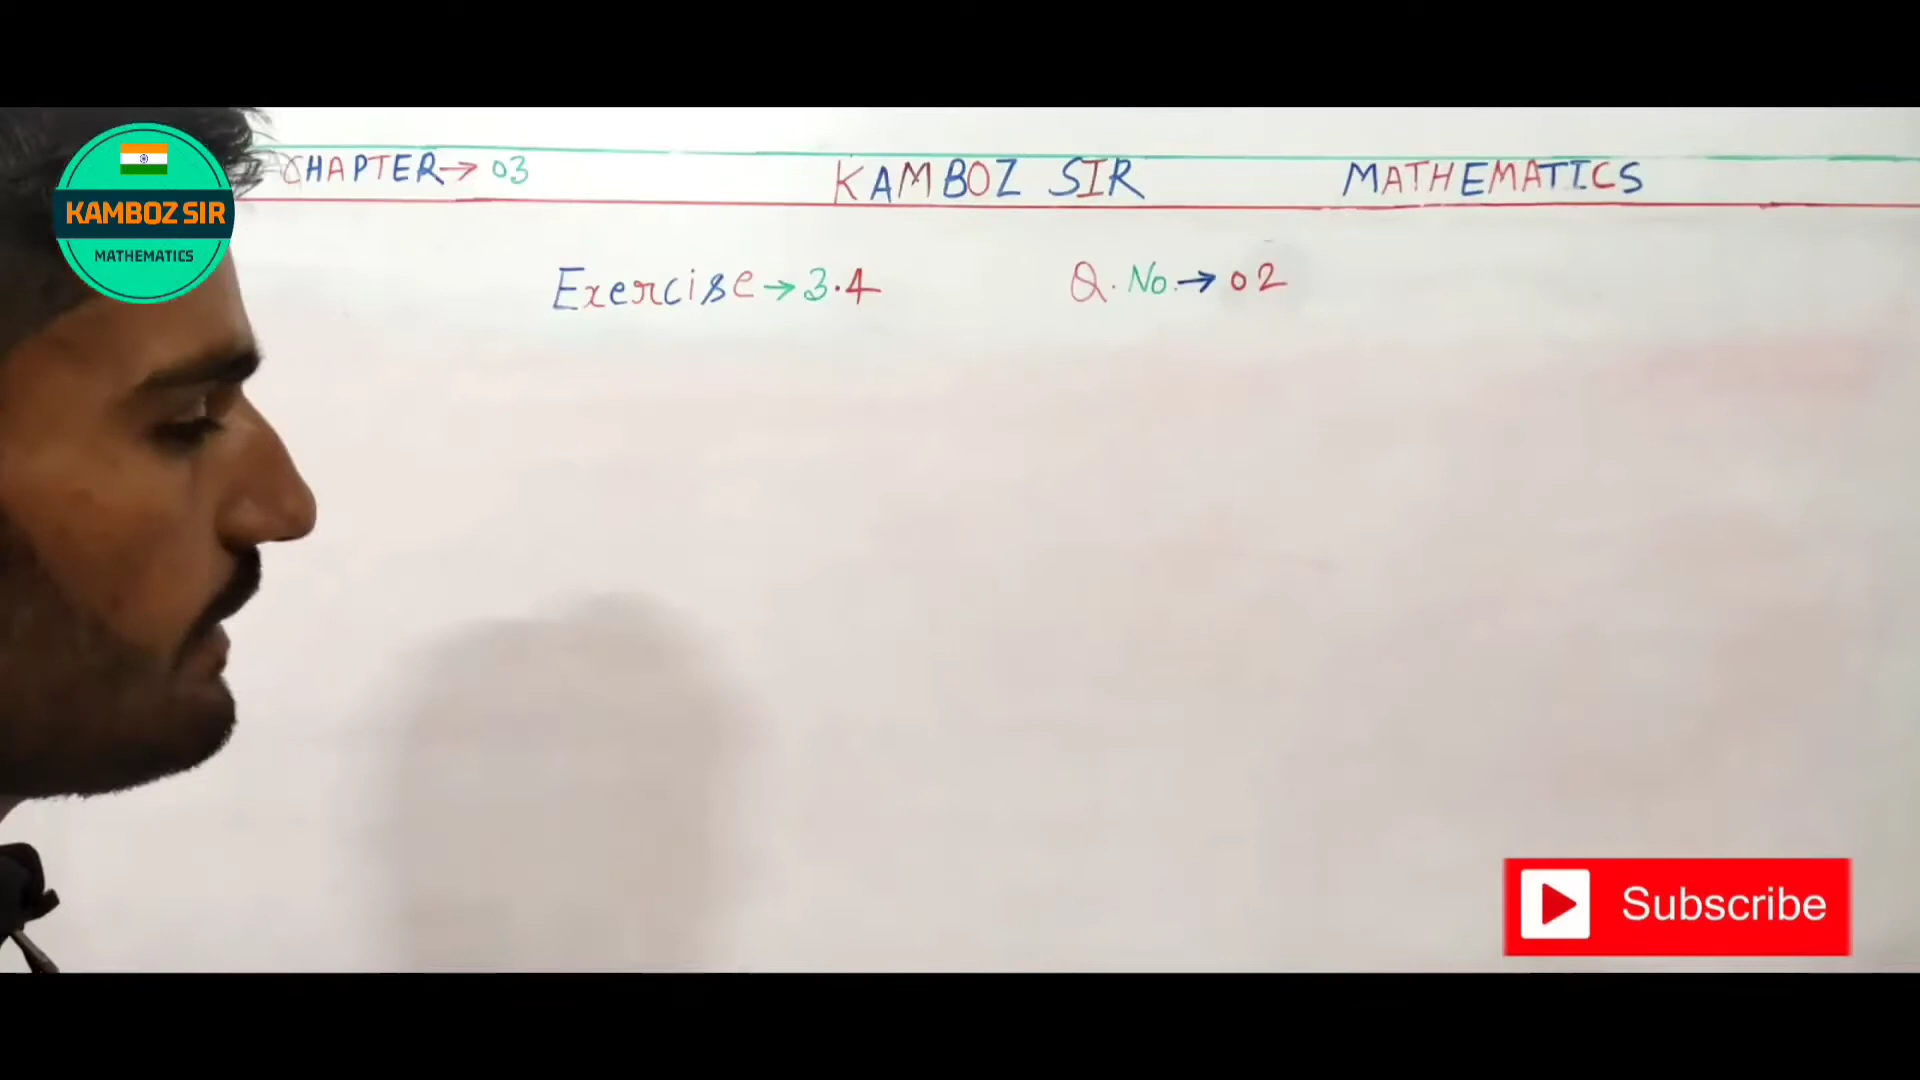 CHAPTER→ 03
KAMBOZ SIR
MATHEMATICS
KAMBOZ SIR
MATHEMATICS
Exercise→3.4
Q. No.→ 02
Subscribe